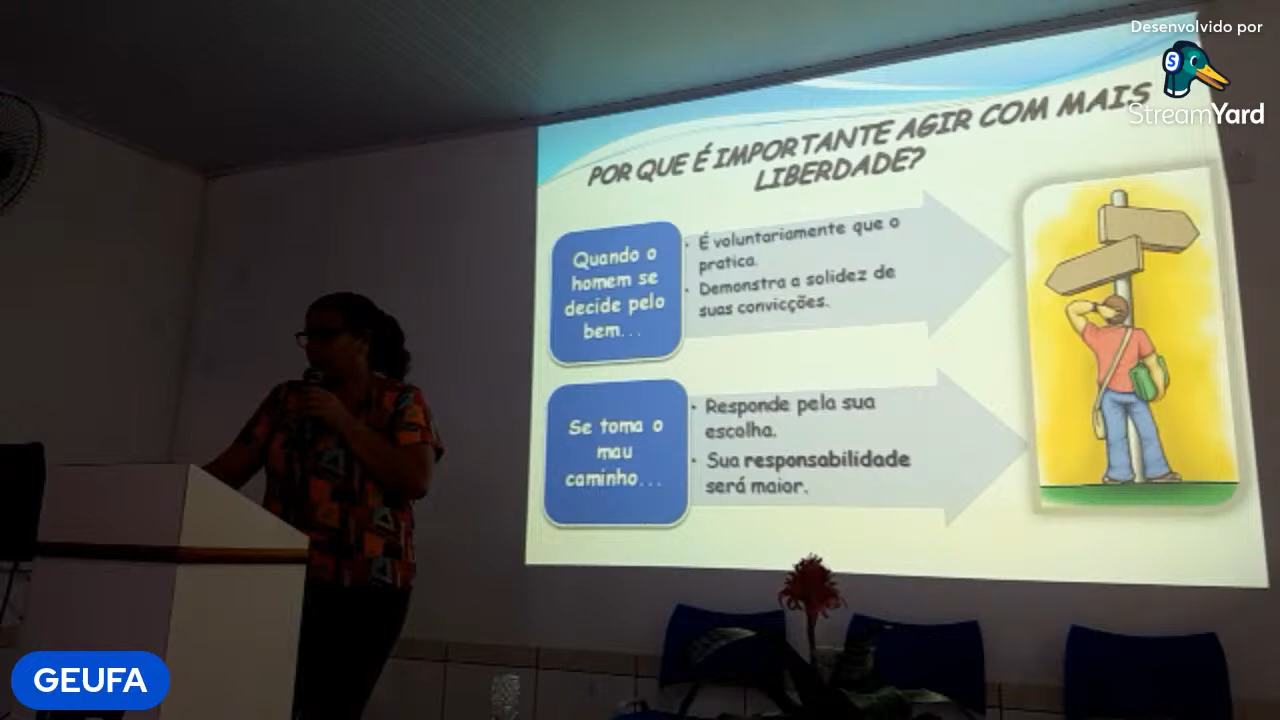 Desenvolvido por
S
StreamYard
POR QUE É IMPORTANTE AGIR COM MAIS
LIBERDADE?
Quando o
homem se
decide pelo
bem...
• É voluntariamente que o
pratica.
• Demonstra a solidez de
suas convicções.
Se toma o
mau
caminho...
• Responde pela sua
escolha.
• Sua responsabilidade
será maior.
GEUFA